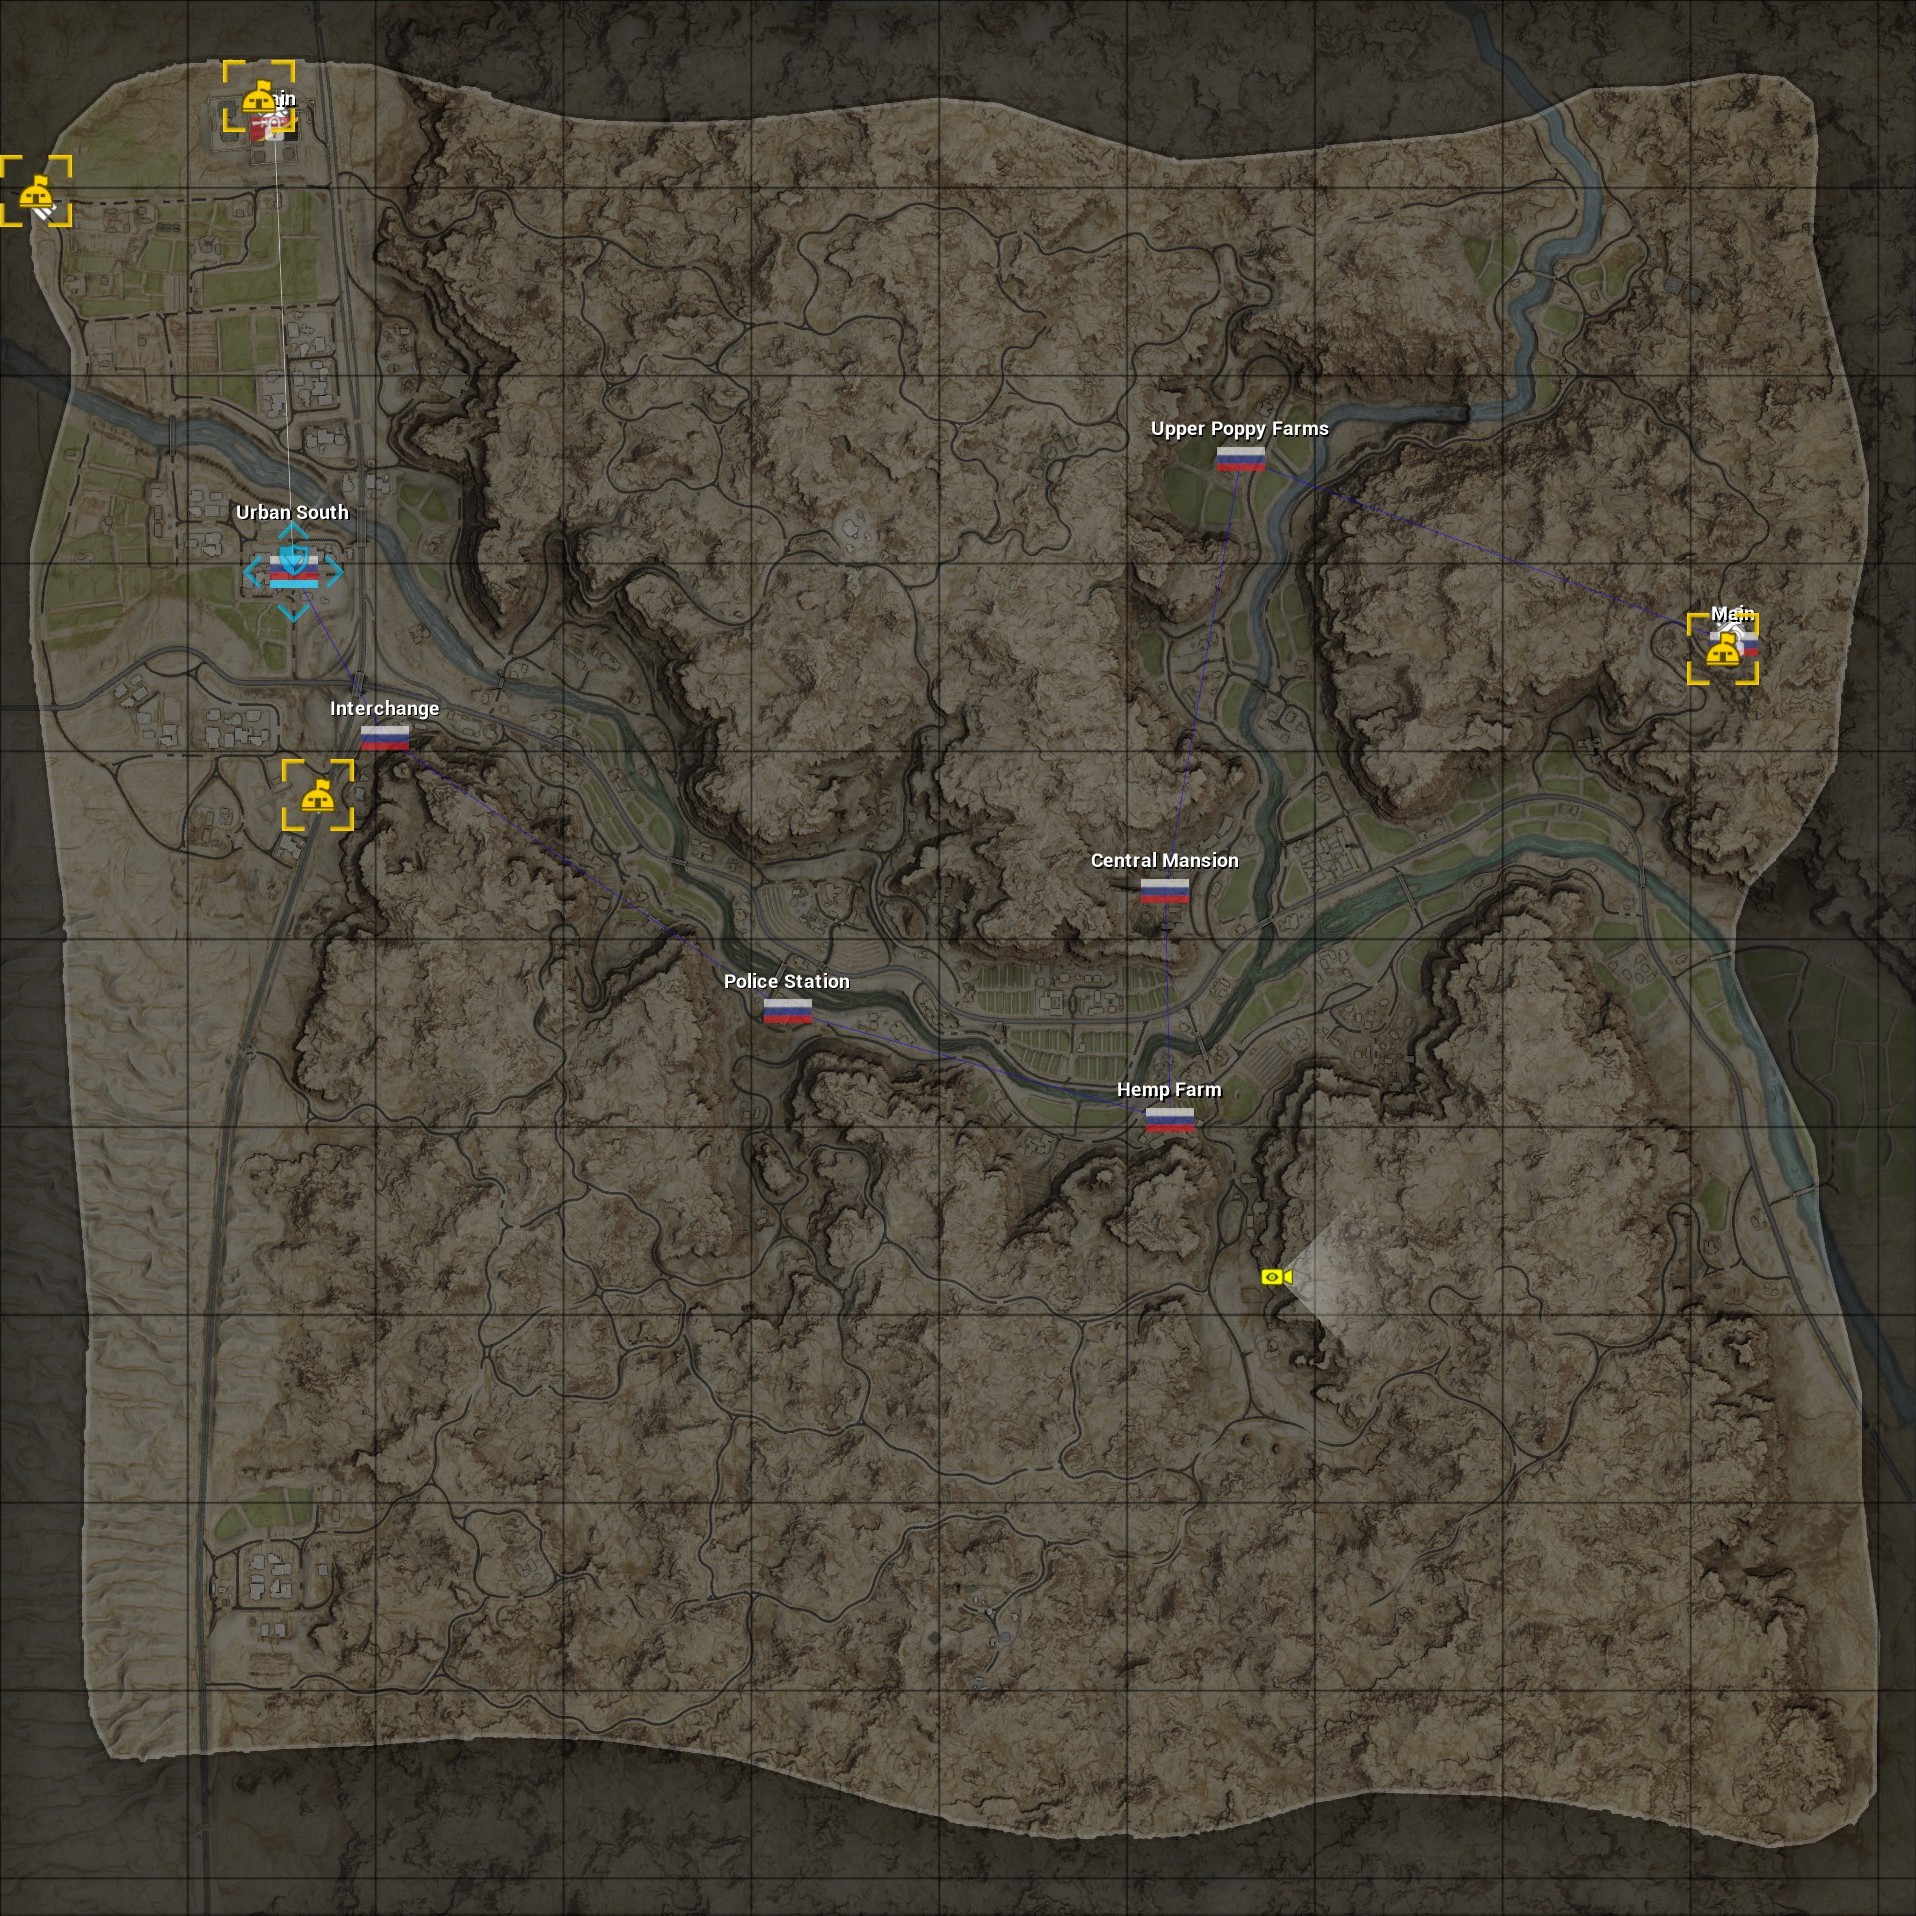 Upper Poppy Farms
Urban South
Main
Interchange
Central Mansion
Police Station
Hemp Farm